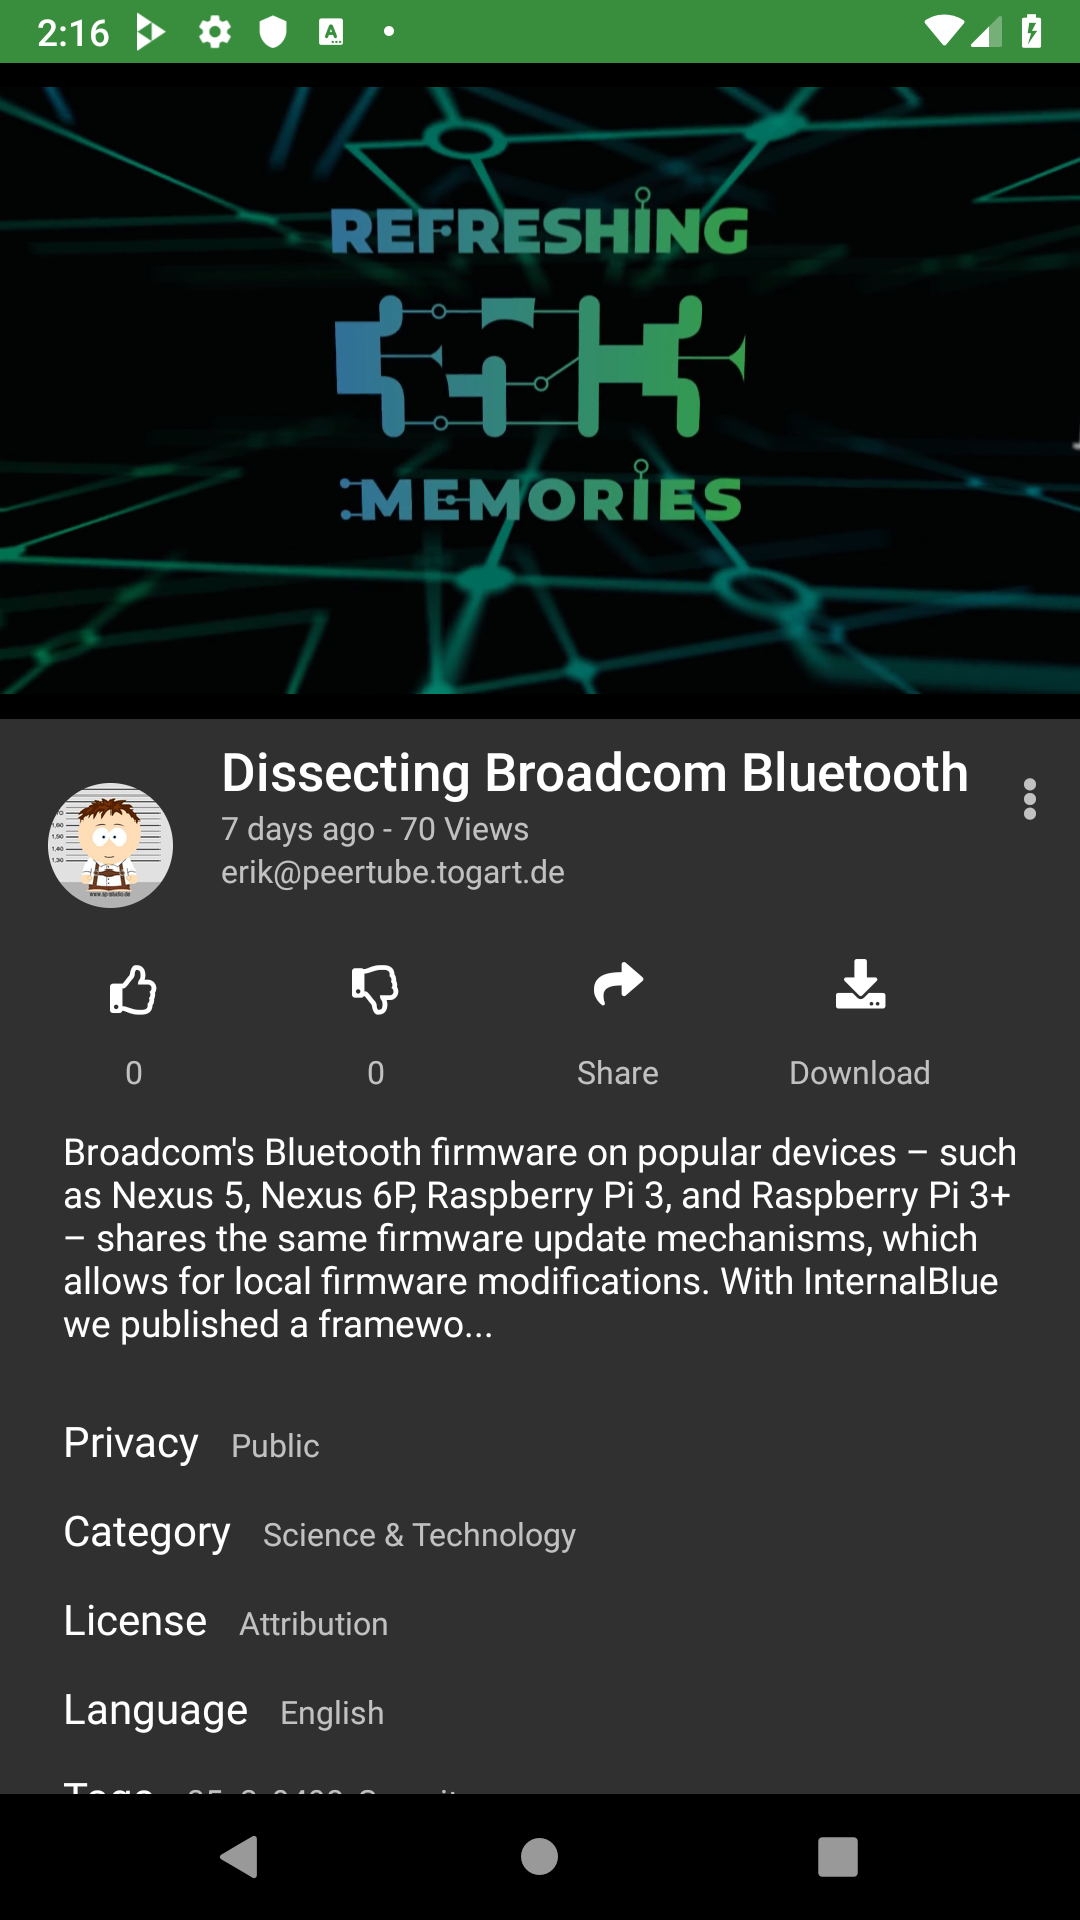 2:16
REFRESHING
MEMORIES
Dissecting Broadcom Bluetooth
7 days ago - 70 Views
erik@peertube.togart.de
0
0
Share
Download
Broadcom's Bluetooth firmware on popular devices – such
as Nexus 5, Nexus 6P, Raspberry Pi 3, and Raspberry Pi 3+
– shares the same firmware update mechanisms, which
allows for local firmware modifications. With InternalBlue
we published a framewo...
Privacy Public
Category Science & Technology
License Attribution
Language English
Tags